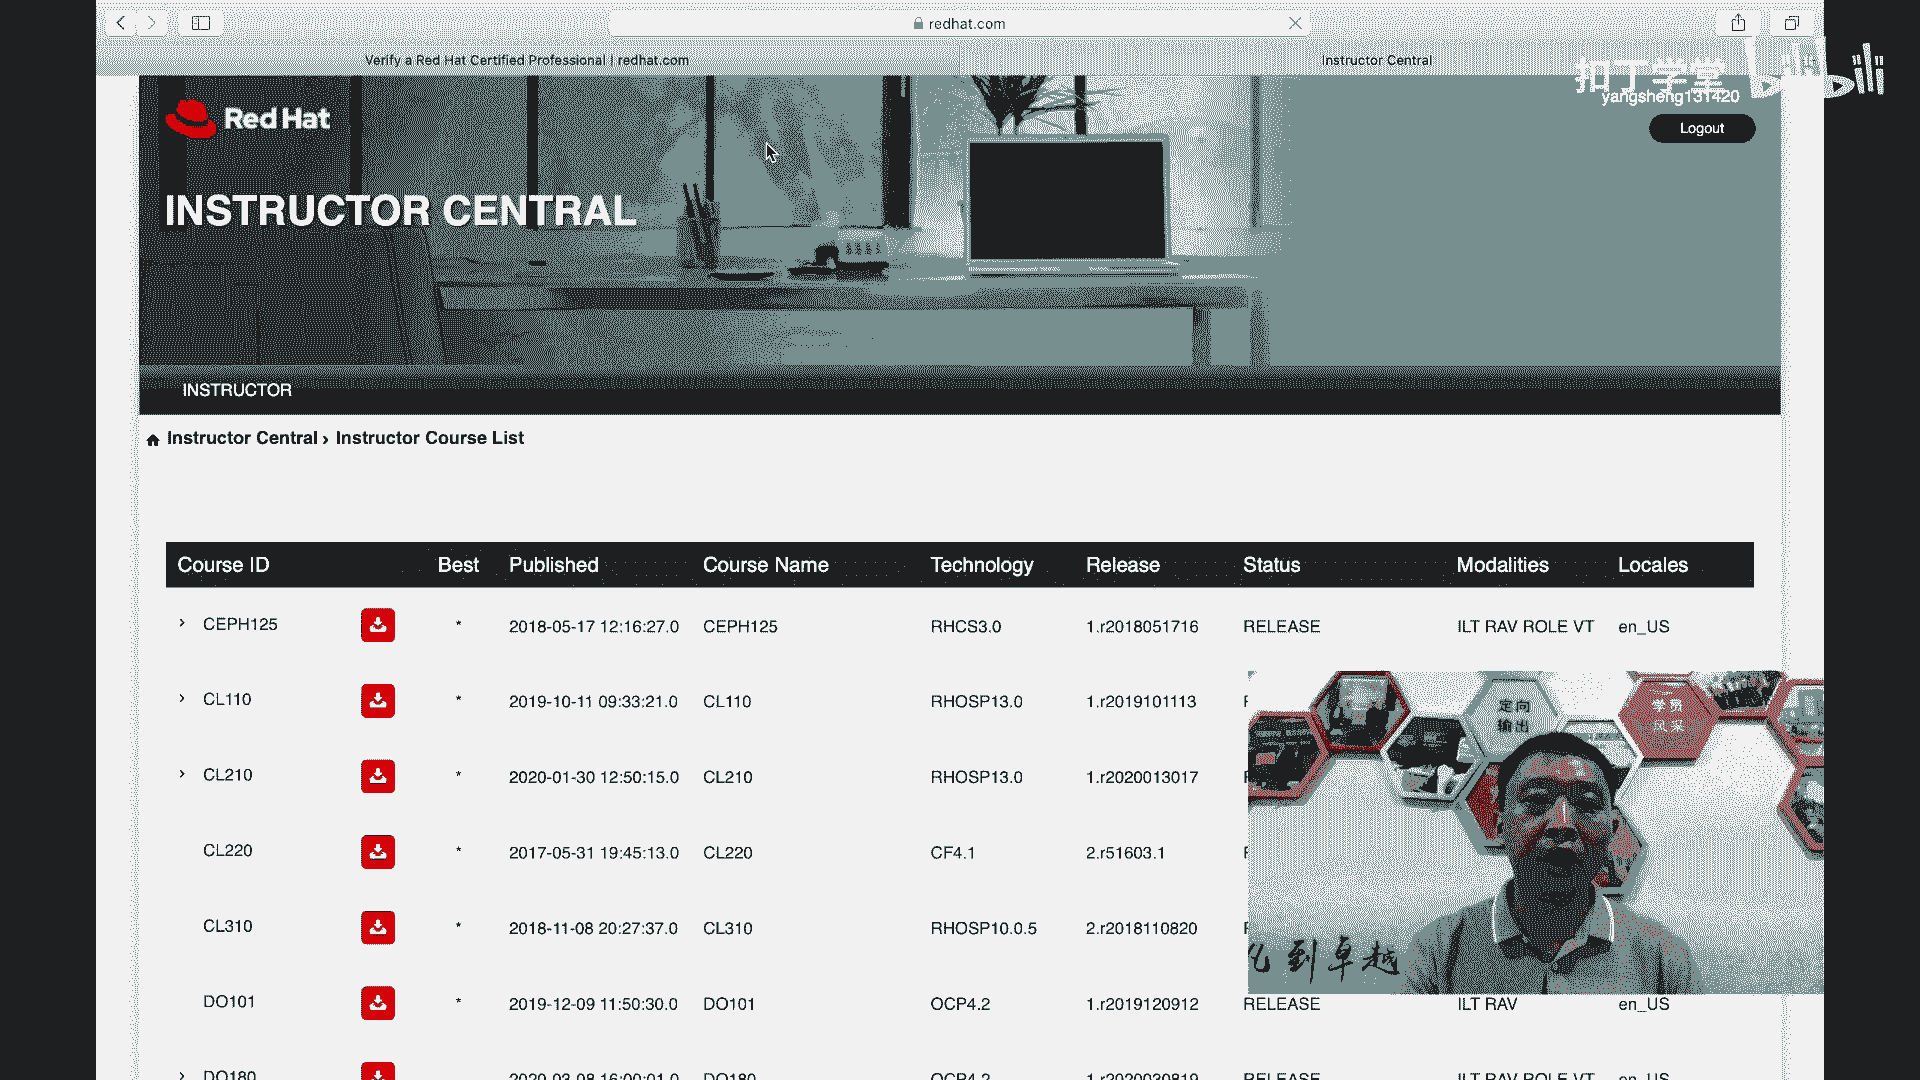 redhat.com
Verify a Red Hat Certified Professional | redhat.com
Instructor Central
扣丁学堂 bilibili
yangsheng131420
Red Hat
Logout
INSTRUCTOR CENTRAL
INSTRUCTOR
Instructor Central › Instructor Course List
Course ID Best Published Course Name Technology Release Status Modalities Locales
CEPH125 * 2018-05-17 12:16:27.0 CEPH125 RHCS3.0 1.r2018051716 RELEASE ILT RAV ROLE VT en_US
CL110 * 2019-10-11 09:33:21.0 CL110 RHOSP13.0 1.r2019101113
CL210 * 2020-01-30 12:50:15.0 CL210 RHOSP13.0 1.r2020013017
CL220 * 2017-05-31 19:45:13.0 CL220 CF4.1 2.r51603.1
CL310 * 2018-11-08 20:27:37.0 CL310 RHOSP10.0.5 2.r2018110820
DO101 * 2019-12-09 11:50:30.0 DO101 OCP4.2 1.r2019120912 RELEASE ILT RAV en_US
DO180 2020-03-08 16:00:01.0 DO180 OCP4.2 1.r2020030819 RELEASE ILT RAV ROLE VT en_US
定向
输出
学员
风采
到卓越